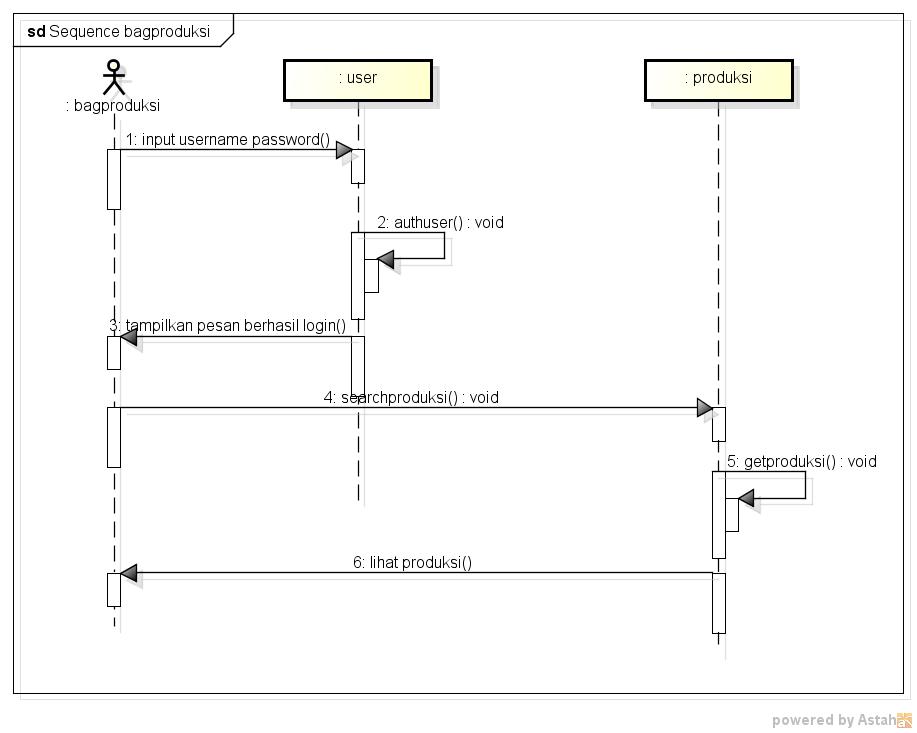 sd Sequence bagproduksi
: bagproduksi
: user
: produksi
1: input username password()
2: authuser() : void
3: tampilkan pesan berhasil login()
4: searchproduksi() : void
5: getproduksi() : void
6: lihat produksi()
powered by Astah